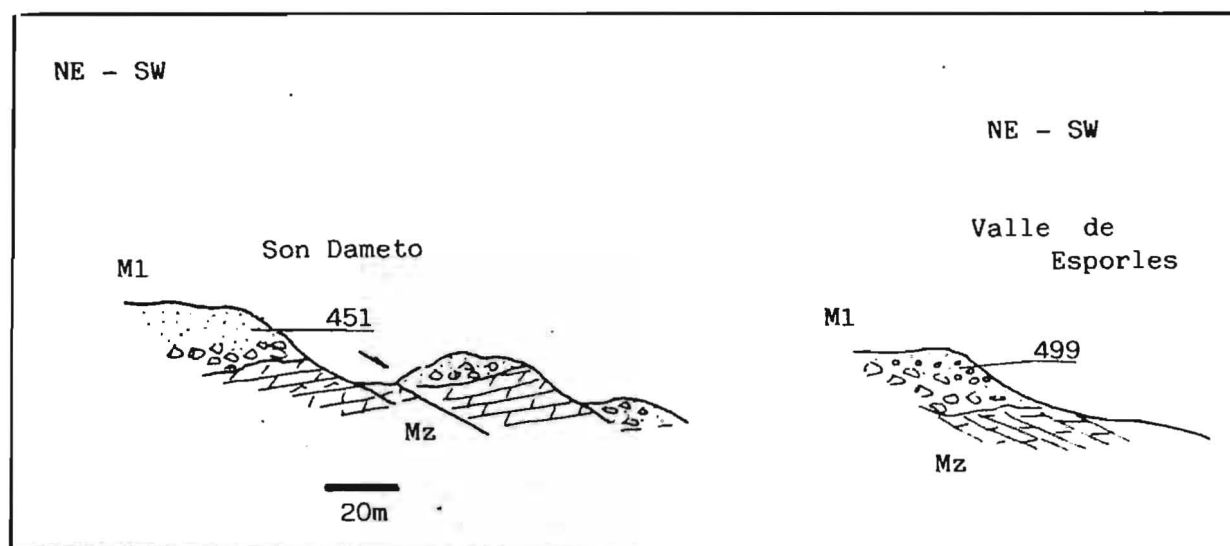 NE - SW
NE - SW
Son Dameto
Valle de
Esporles
M1
451
M1
499
Mz
Mz
20m